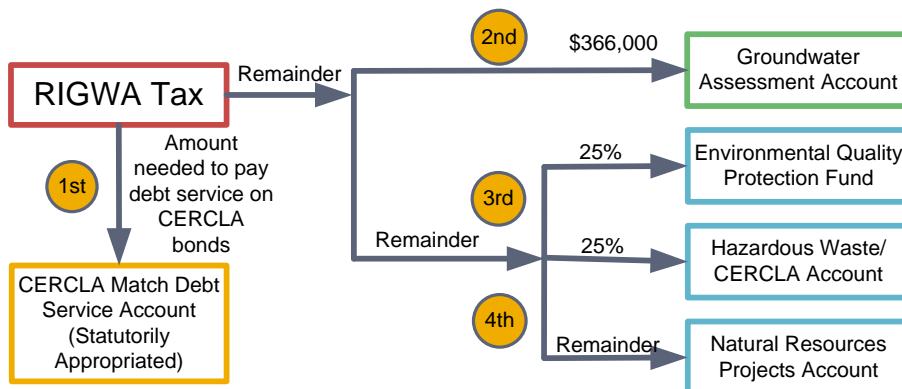 RIGWA Tax
1st
Amount
needed to pay
debt service on
CERCLA
bonds
CERCLA Match Debt
Service Account
(Statutorily
Appropriated)
Remainder
2nd
$366,000
Groundwater
Assessment Account
Remainder
3rd
25%
Environmental Quality
Protection Fund
25%
Hazardous Waste/
CERCLA Account
4th
Remainder
Natural Resources
Projects Account